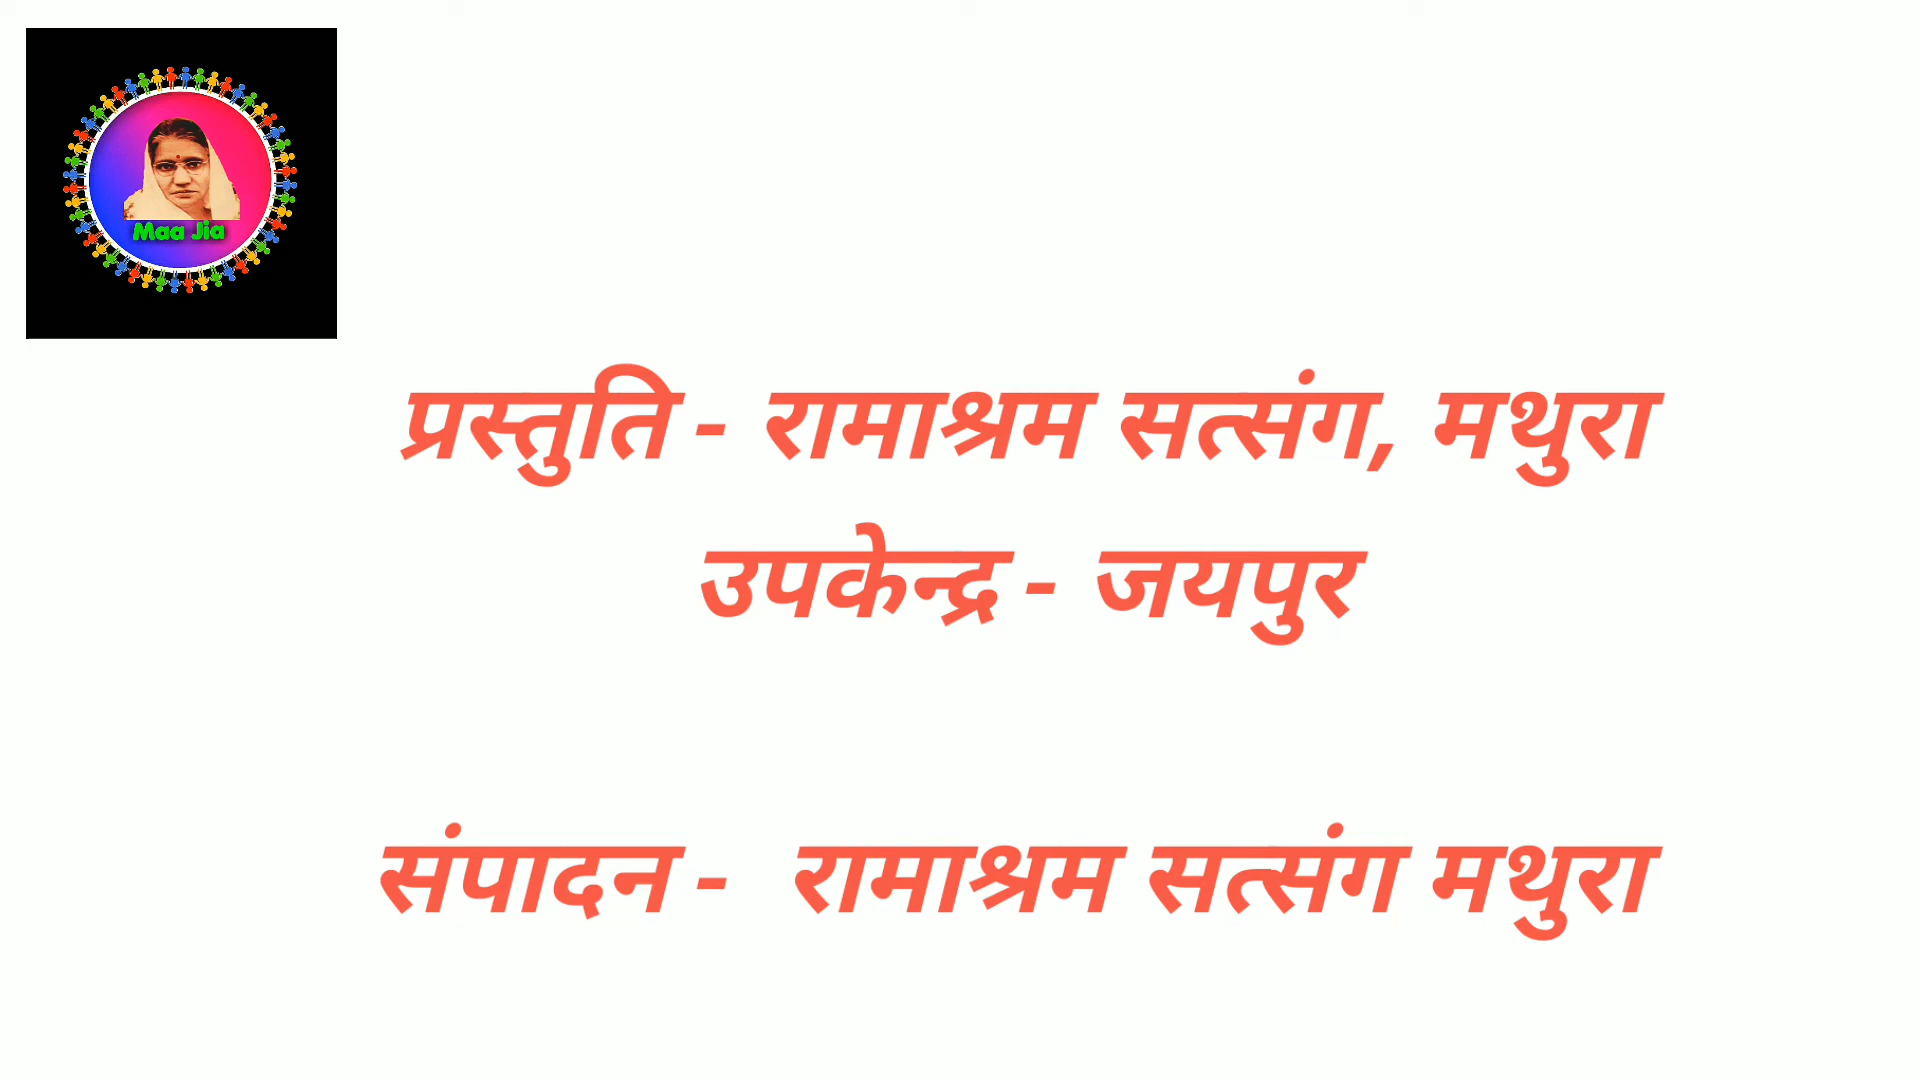 Maa Jia
प्रस्तुति - रामाश्रम सत्संग, मथुरा
उपकेन्द्र - जयपुर
संपादन - रामाश्रम सत्संग मथुरा